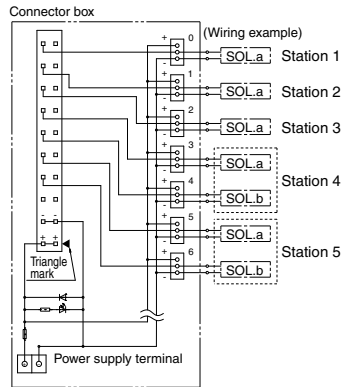 Connector box
(Wiring example)
+ 0
-
SOL.a Station 1
+ 1
-
SOL.a Station 2
+ 2
-
SOL.a Station 3
+ 3
-
SOL.a
Station 4
+ 4
-
SOL.b
+ 5
-
SOL.a
Station 5
+ 6
-
SOL.b
- -
+ +
Triangle
mark
Power supply terminal